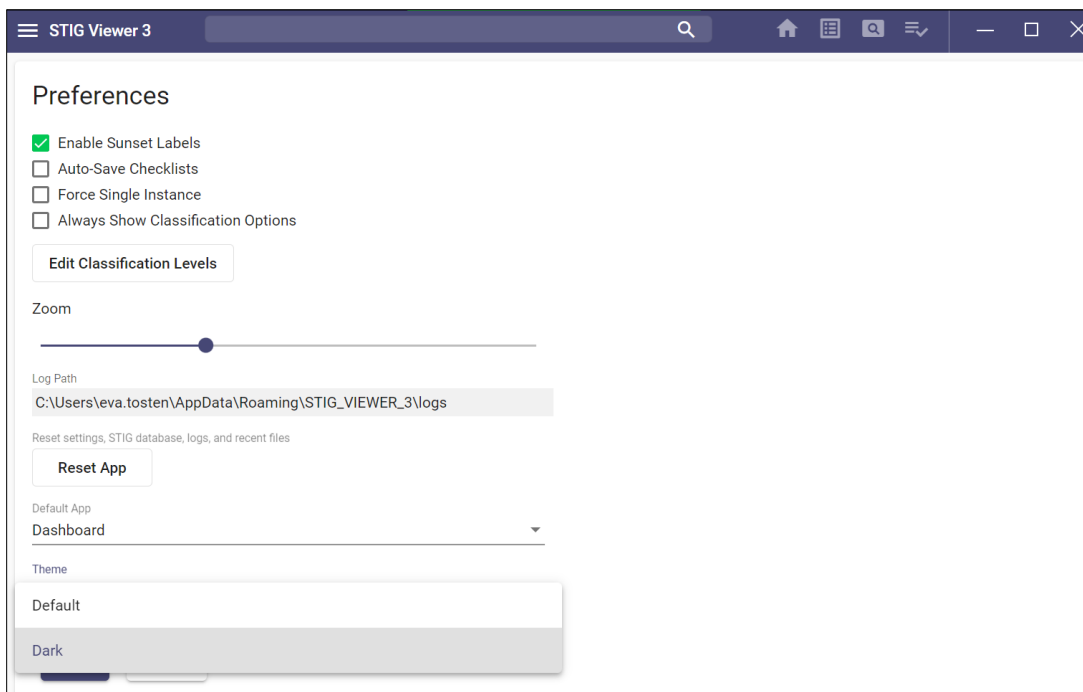 STIG Viewer 3
Preferences
Enable Sunset Labels
Auto-Save Checklists
Force Single Instance
Always Show Classification Options
Edit Classification Levels
Zoom
Log Path
C:\Users\eva.tosten\AppData\Roaming\STIG_VIEWER_3\logs
Reset settings, STIG database, logs, and recent files
Reset App
Default App
Dashboard
Theme
Default
Dark